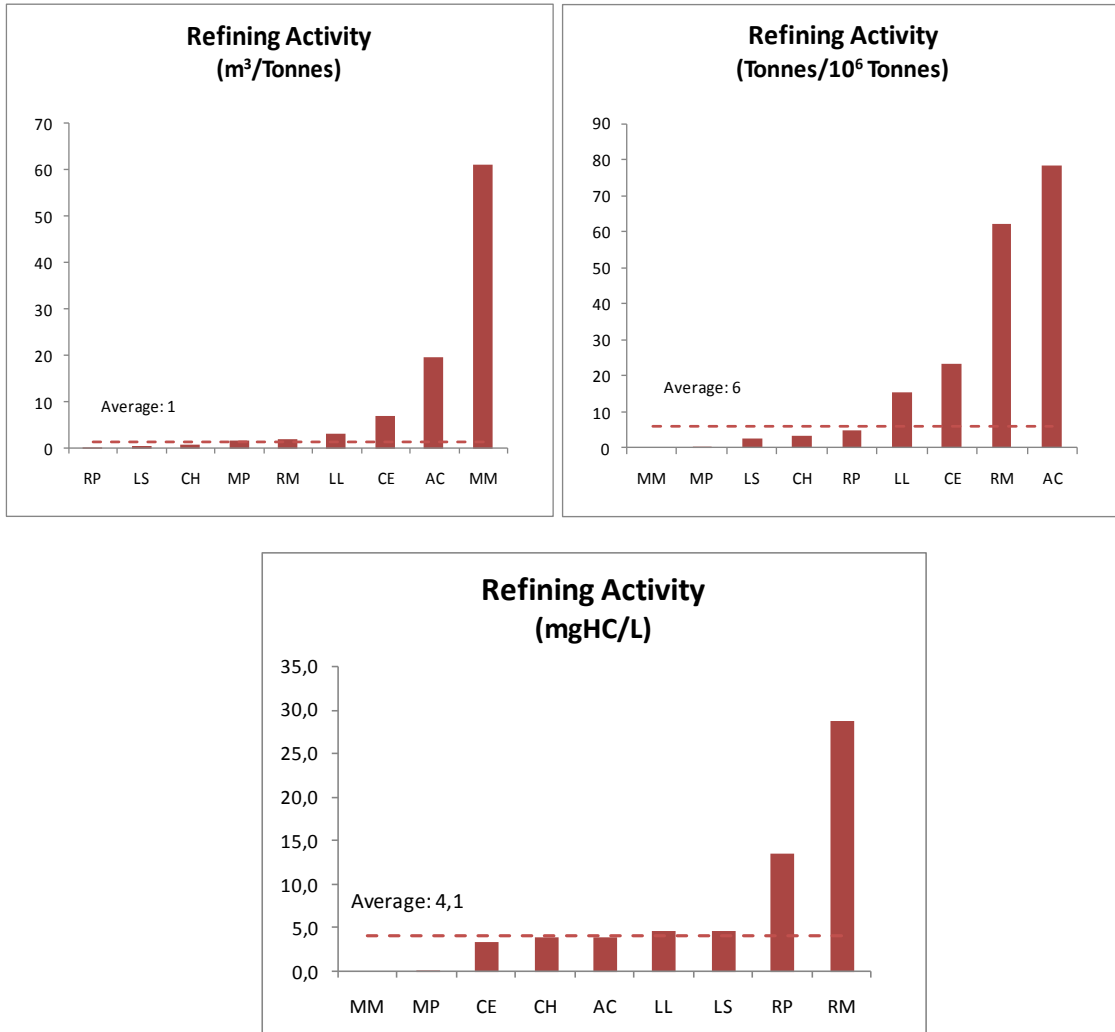 Refining Activity
(m³/Tonnes)
70
60
50
40
30
20
10
0
Average: 1
RP LS CH MP RM LL CE AC MM
Refining Activity
(Tonnes/10⁶ Tonnes)
90
80
70
60
50
40
30
20
10
0
Average: 6
MM MP LS CH RP LL CE RM AC
Refining Activity
(mgHC/L)
35,0
30,0
25,0
20,0
15,0
10,0
5,0
0,0
Average: 4,1
MM MP CE CH AC LL LS RP RM